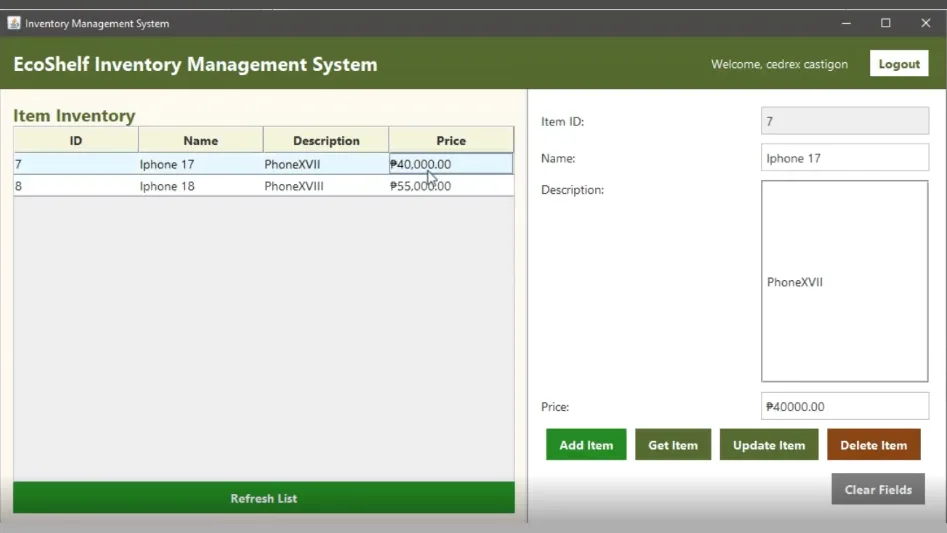 Inventory Management System
EcoShelf Inventory Management System
Welcome, cedrex castigon
Logout
Item Inventory
ID Name Description Price
7 Iphone 17 PhoneXVII ₱40,000.00
8 Iphone 18 PhoneXVIII ₱55,000.00
Refresh List
Item ID: 7
Name: Iphone 17
Description: PhoneXVII
Price: ₱40000.00
Add Item Get Item Update Item Delete Item
Clear Fields